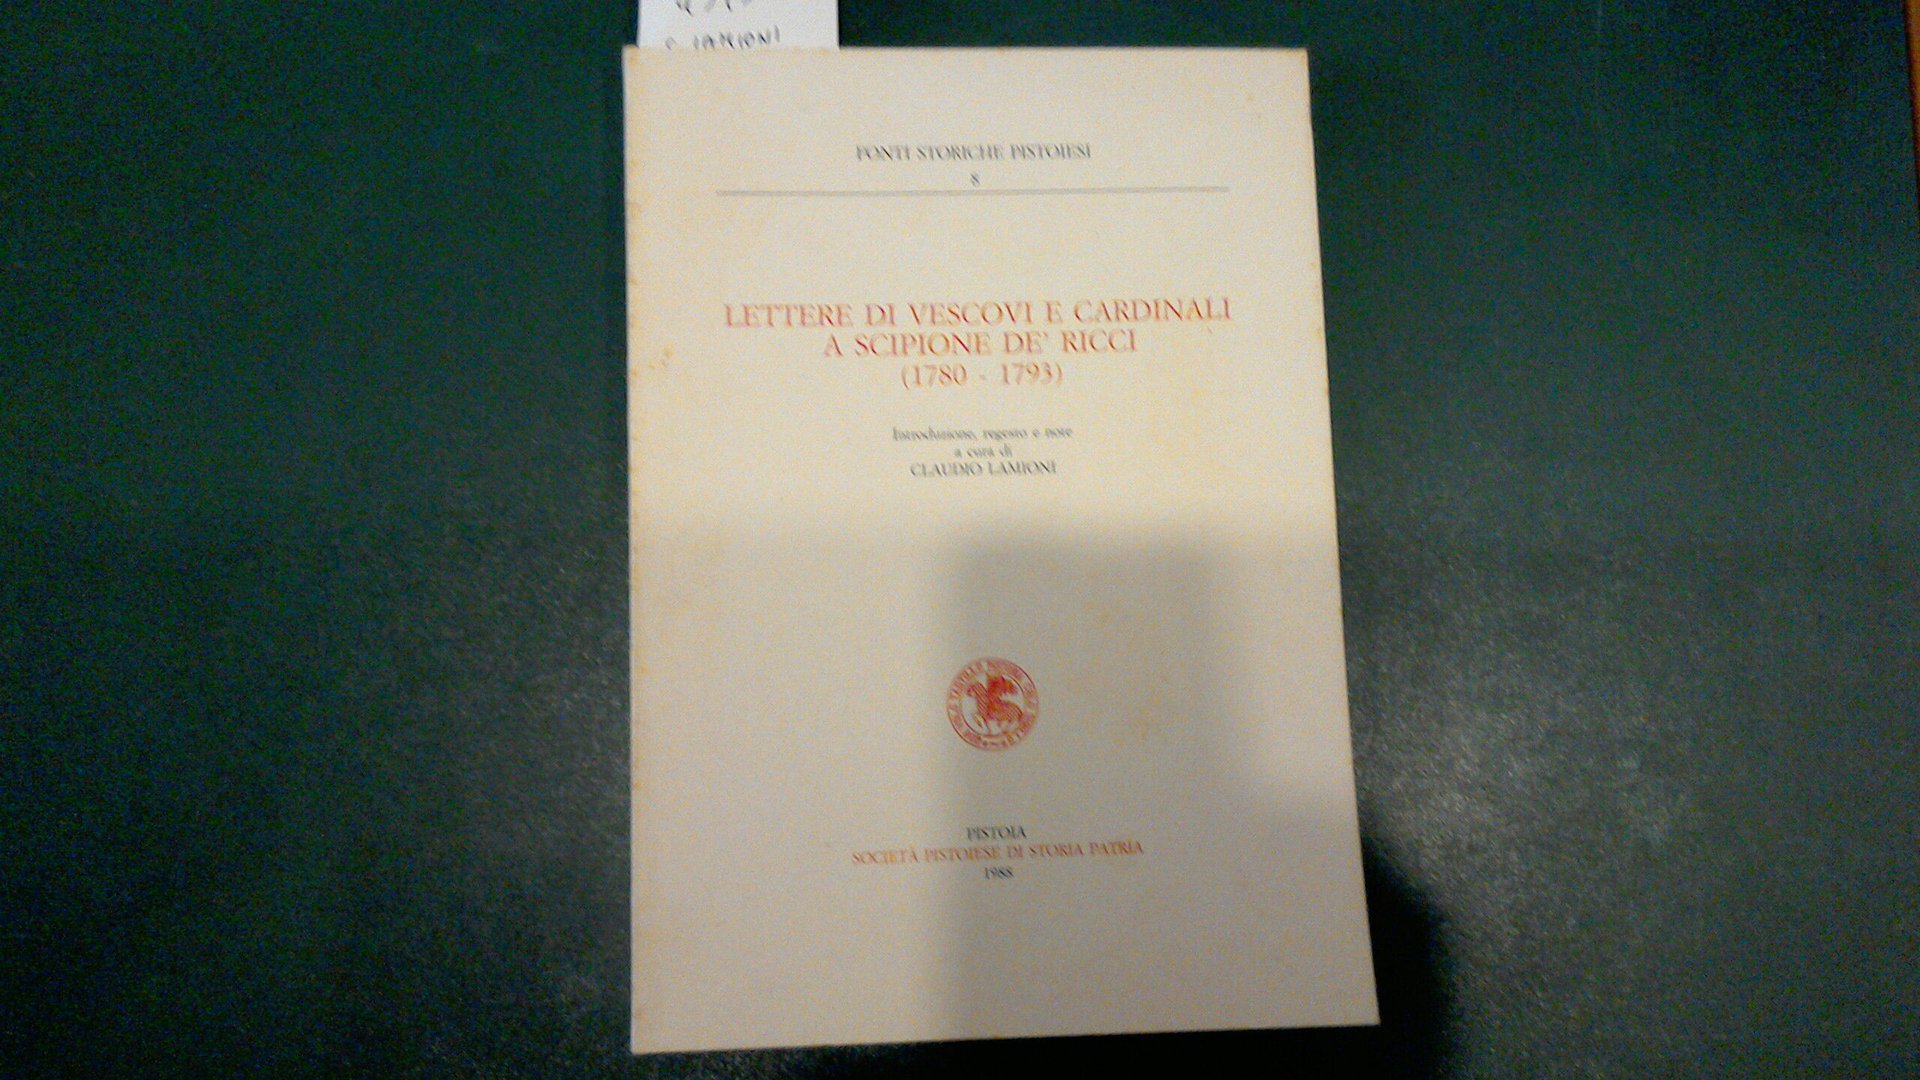 LAMIONI
FONTI STORICHE PISTOIESI
8
LETTERE DI VESCOVI E CARDINALI
A SCIPIONE DE' RICCI
(1780 - 1793)
Introduzione, regesto e note
a cura di
CLAUDIO LAMIONI
PISTOIA
SOCIETÀ PISTOIESE DI STORIA PATRIA
1988